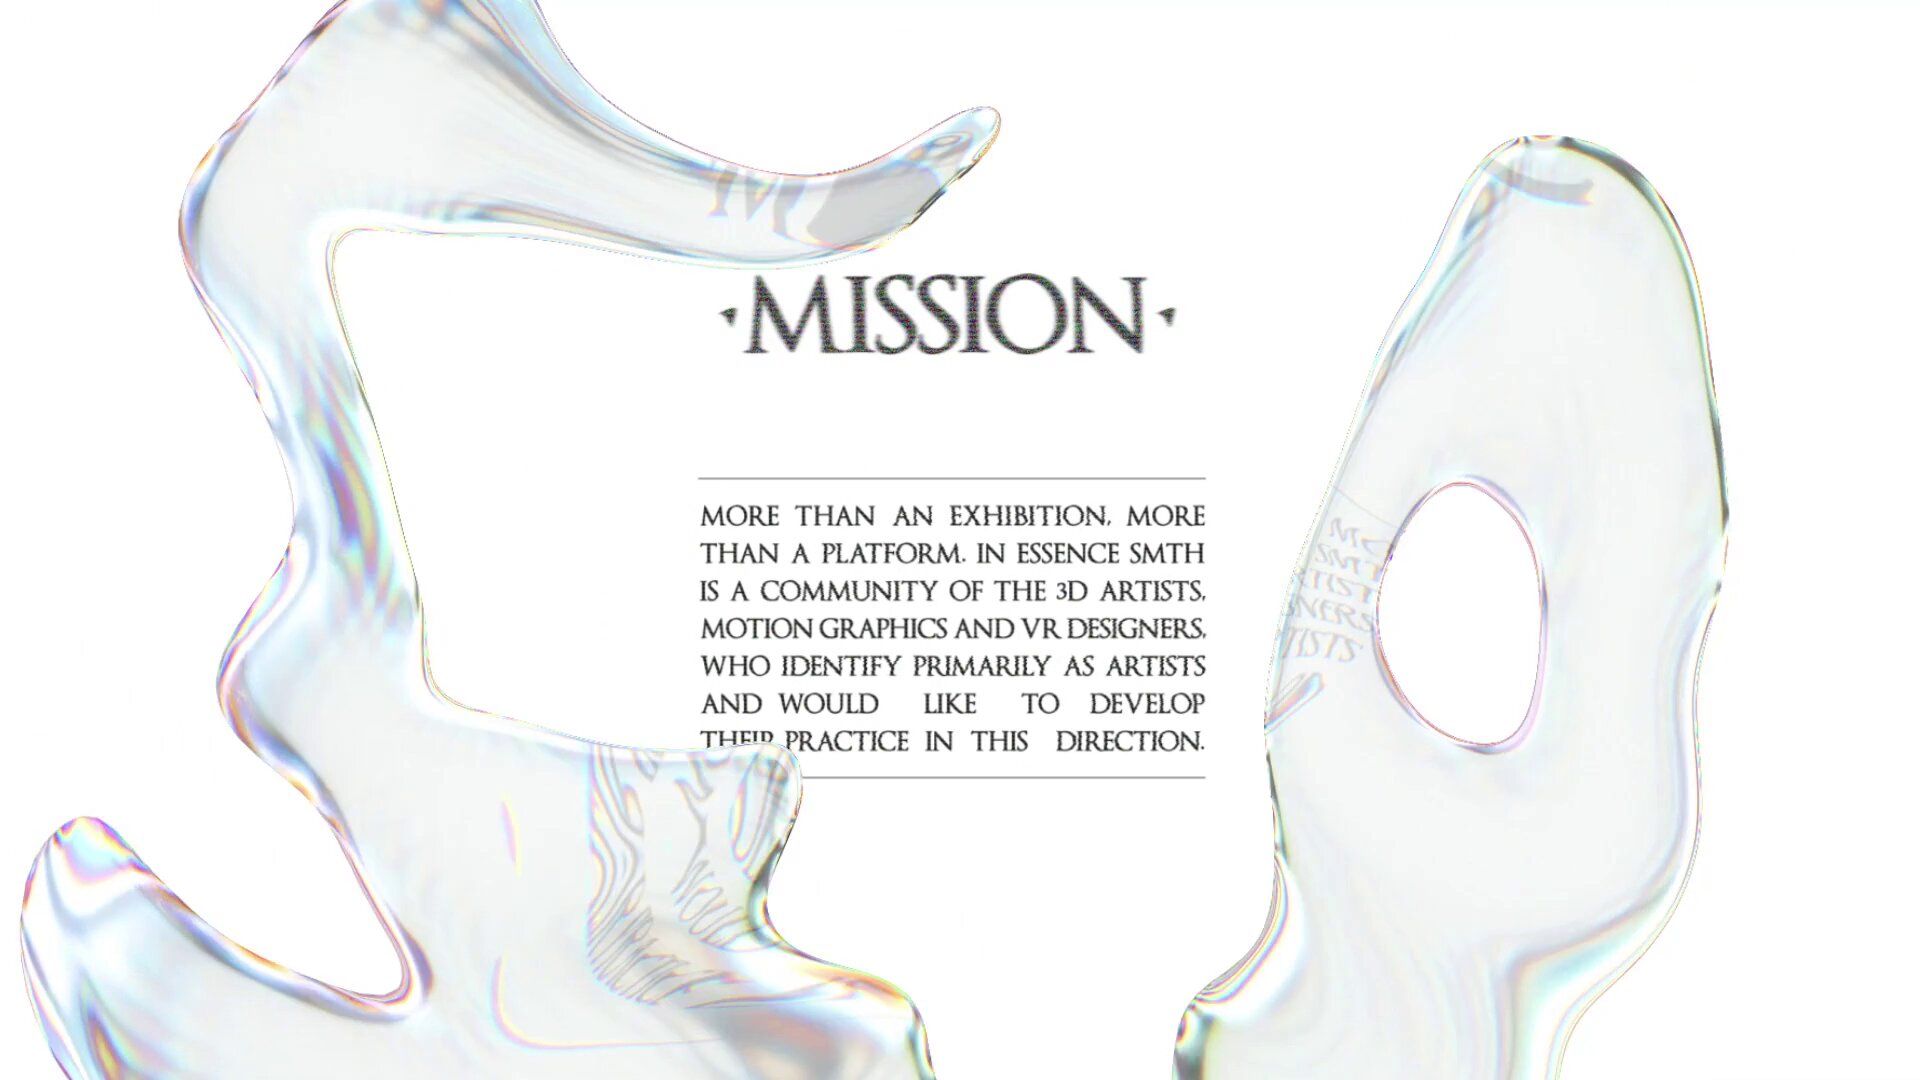 ·MISSION·
MORE THAN AN EXHIBITION, MORE
THAN A PLATFORM. IN ESSENCE SMTH
IS A COMMUNITY OF THE 3D ARTISTS,
MOTION GRAPHICS AND VR DESIGNERS,
WHO IDENTIFY PRIMARILY AS ARTISTS
AND WOULD LIKE TO DEVELOP
THEIR PRACTICE IN THIS DIRECTION.